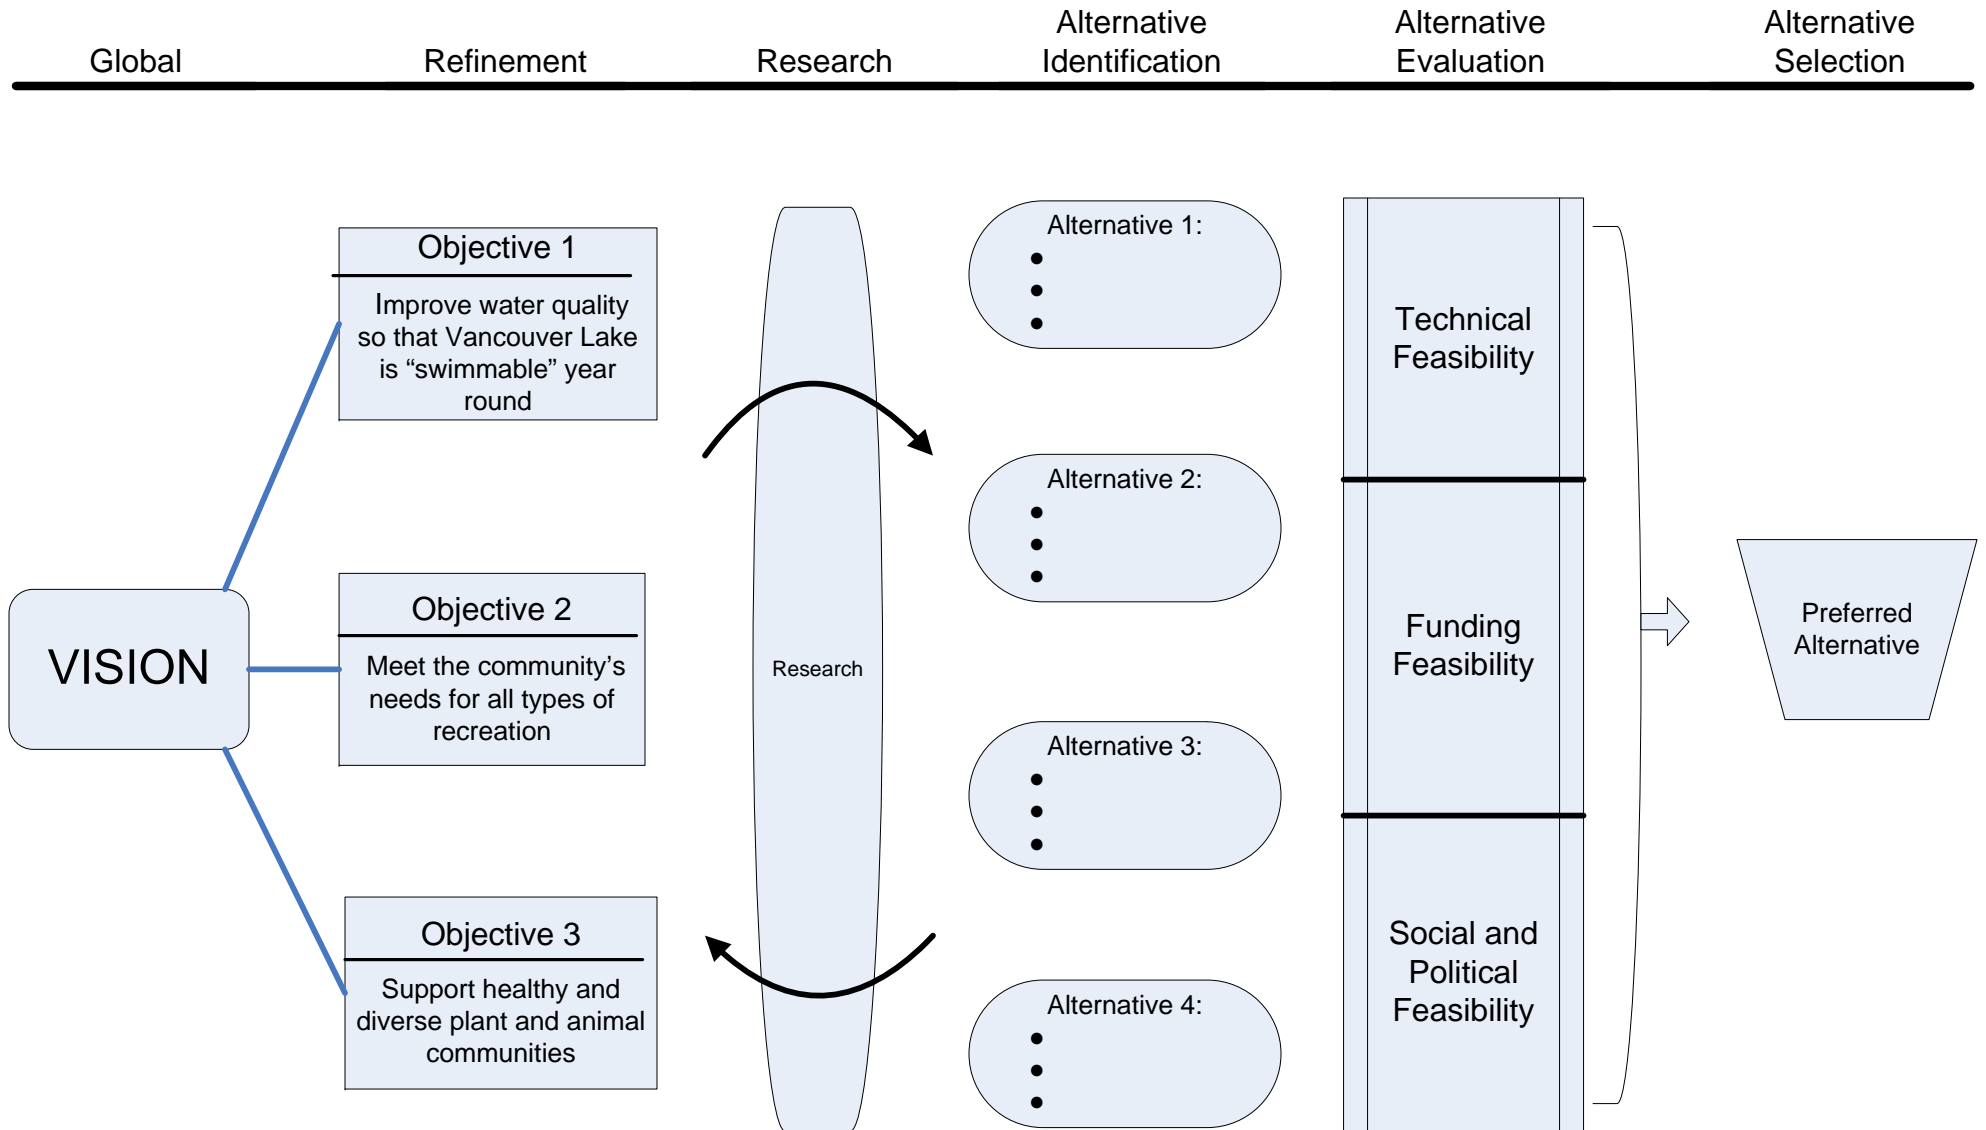 Global
Refinement
Research
Alternative
Identification
Alternative
Evaluation
Alternative
Selection
VISION
Objective 1
Improve water quality
so that Vancouver Lake
is “swimmable” year
round
Objective 2
Meet the community’s
needs for all types of
recreation
Objective 3
Support healthy and
diverse plant and animal
communities
Research
Alternative 1:
•
•
•
Alternative 2:
•
•
•
Alternative 3:
•
•
•
Alternative 4:
•
•
•
Technical
Feasibility
Funding
Feasibility
Social and
Political
Feasibility
Preferred
Alternative